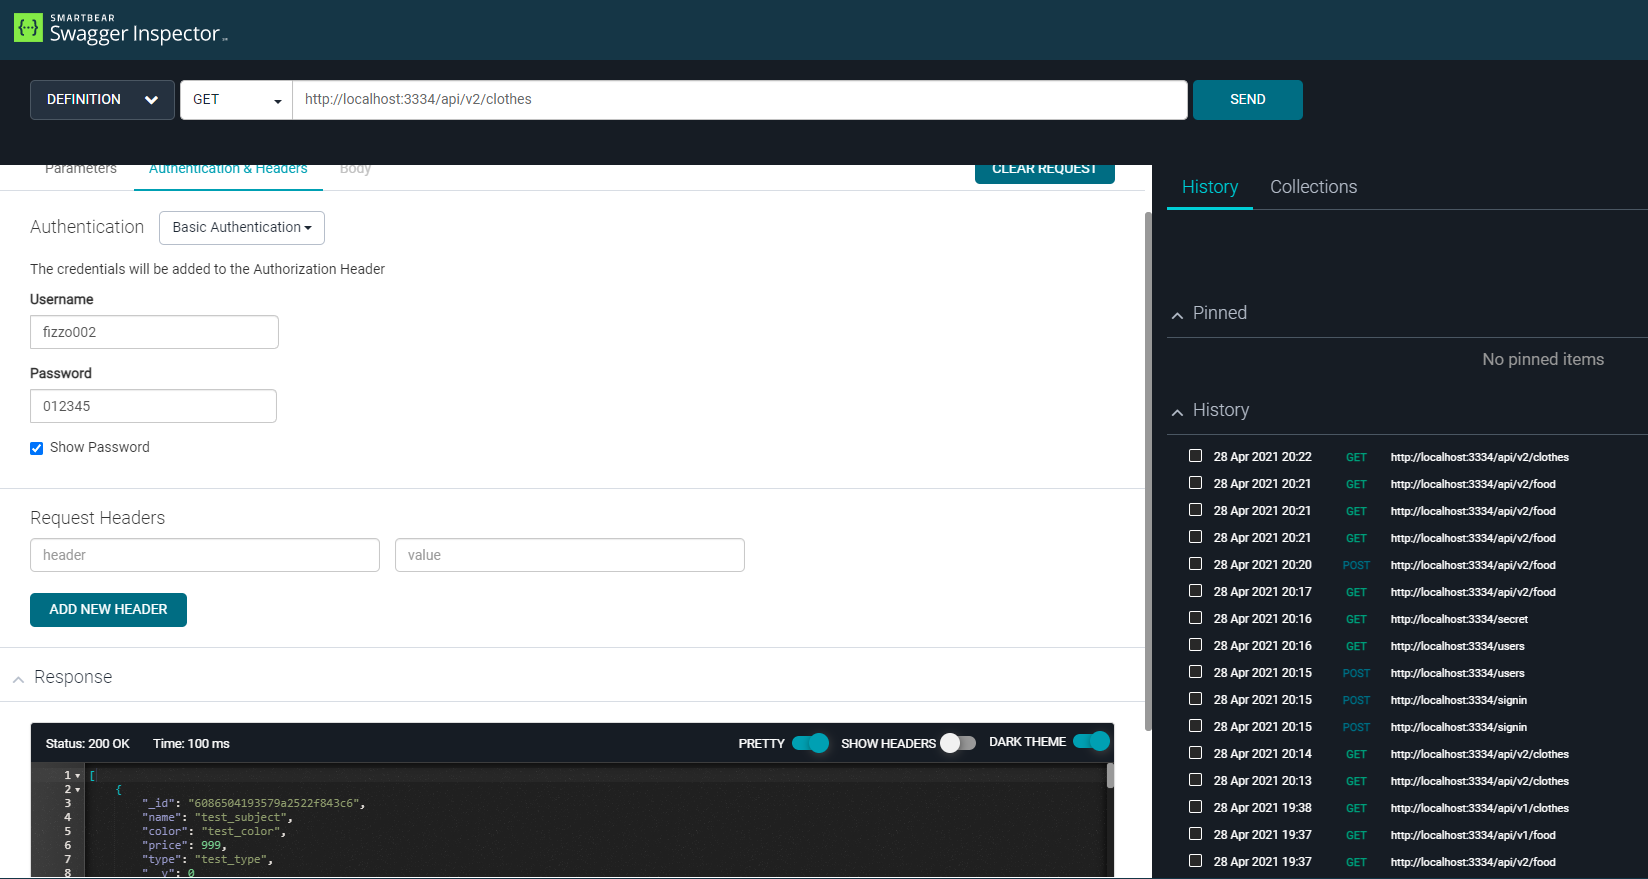 SMARTBEAR
Swagger Inspector
DEFINITION GET http://localhost:3334/api/v2/clothes SEND
Parameters Authentication & Headers Body CLEAR REQUEST
Authentication Basic Authentication
The credentials will be added to the Authorization Header
Username
fizzo002
Password
012345
Show Password
Request Headers
header value
ADD NEW HEADER
Response
Status: 200 OK Time: 100 ms PRETTY SHOW HEADERS DARK THEME
1 [
2 {
3 "_id": "6086504193579a2522f843c6",
4 "name": "test_subject",
5 "color": "test_color",
6 "price": 999,
7 "type": "test_type",
8 "__v": 0
History Collections
Pinned
No pinned items
History
28 Apr 2021 20:22 GET http://localhost:3334/api/v2/clothes
28 Apr 2021 20:21 GET http://localhost:3334/api/v2/food
28 Apr 2021 20:21 GET http://localhost:3334/api/v2/food
28 Apr 2021 20:21 GET http://localhost:3334/api/v2/food
28 Apr 2021 20:20 POST http://localhost:3334/api/v2/food
28 Apr 2021 20:17 GET http://localhost:3334/api/v2/food
28 Apr 2021 20:16 GET http://localhost:3334/secret
28 Apr 2021 20:16 GET http://localhost:3334/users
28 Apr 2021 20:15 POST http://localhost:3334/users
28 Apr 2021 20:15 POST http://localhost:3334/signin
28 Apr 2021 20:15 POST http://localhost:3334/signin
28 Apr 2021 20:14 GET http://localhost:3334/api/v2/clothes
28 Apr 2021 20:13 GET http://localhost:3334/api/v2/clothes
28 Apr 2021 19:38 GET http://localhost:3334/api/v1/clothes
28 Apr 2021 19:37 GET http://localhost:3334/api/v1/food
28 Apr 2021 19:37 GET http://localhost:3334/api/v2/food